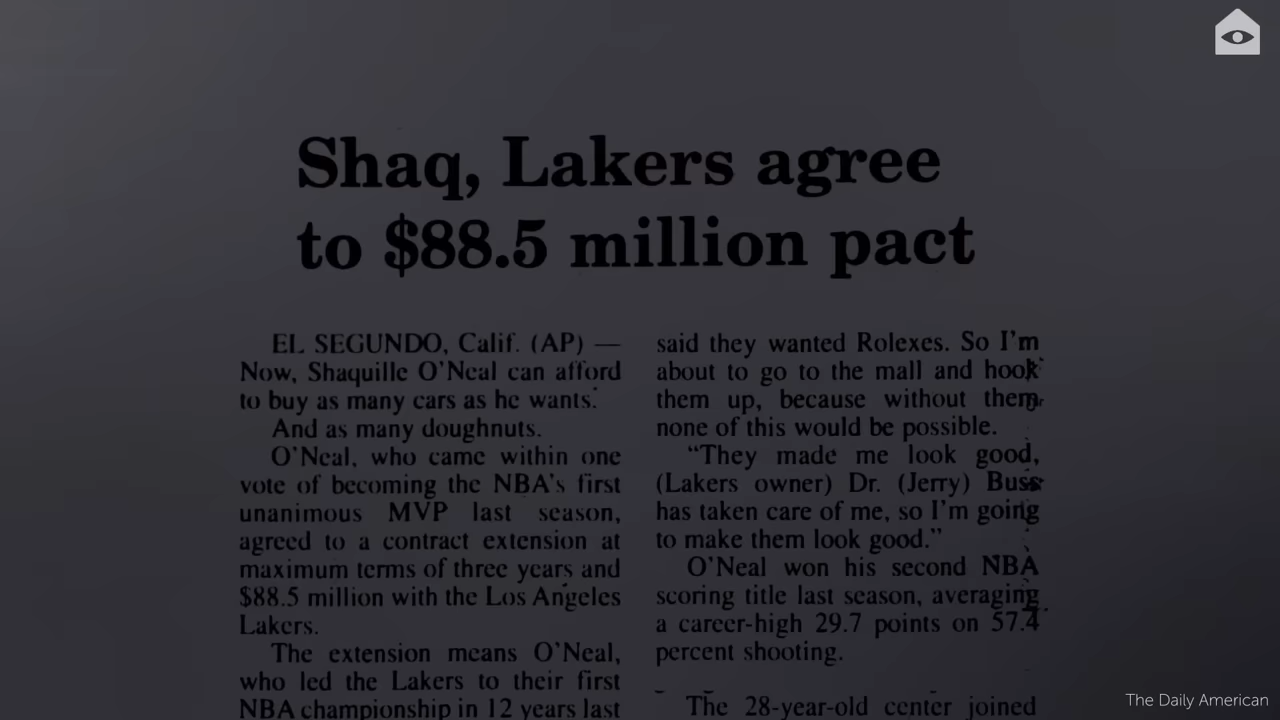 Shaq, Lakers agree
to $88.5 million pact
EL SEGUNDO, Calif. (AP) —
Now, Shaquille O'Neal can afford
to buy as many cars as he wants.
And as many doughnuts.
O'Neal, who came within one
vote of becoming the NBA's first
unanimous MVP last season,
agreed to a contract extension at
maximum terms of three years and
$88.5 million with the Los Angeles
Lakers.
The extension means O'Neal,
who led the Lakers to their first
NBA championship in 12 years last
said they wanted Rolexes. So I'm
about to go to the mall and hook
them up, because without them
none of this would be possible.
"They made me look good,
(Lakers owner) Dr. (Jerry) Buss
has taken care of me, so I'm going
to make them look good."
O'Neal won his second NBA
scoring title last season, averaging
a career-high 29.7 points on 57.4
percent shooting.
The 28-year-old center joined
The Daily American